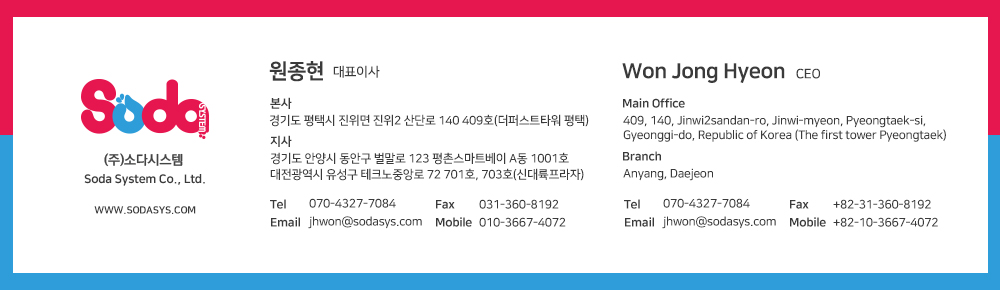 Soda
SYSTEM
(주)소다시스템
Soda System Co., Ltd.
WWW.SODASYS.COM
원종현 대표이사
본사
경기도 평택시 진위면 진위2 산단로 140 409호(더퍼스트타워 평택)
지사
경기도 안양시 동안구 벌말로 123 평촌스마트베이 A동 1001호
대전광역시 유성구 테크노중앙로 72 701호, 703호(신대륙프라자)
Tel 070-4327-7084 Fax 031-360-8192
Email jhwon@sodasys.com Mobile 010-3667-4072
Won Jong Hyeon CEO
Main Office
409, 140, Jinwi2sandan-ro, Jinwi-myeon, Pyeongtaek-si,
Gyeonggi-do, Republic of Korea (The first tower Pyeongtaek)
Branch
Anyang, Daejeon
Tel 070-4327-7084 Fax +82-31-360-8192
Email jhwon@sodasys.com Mobile +82-10-3667-4072